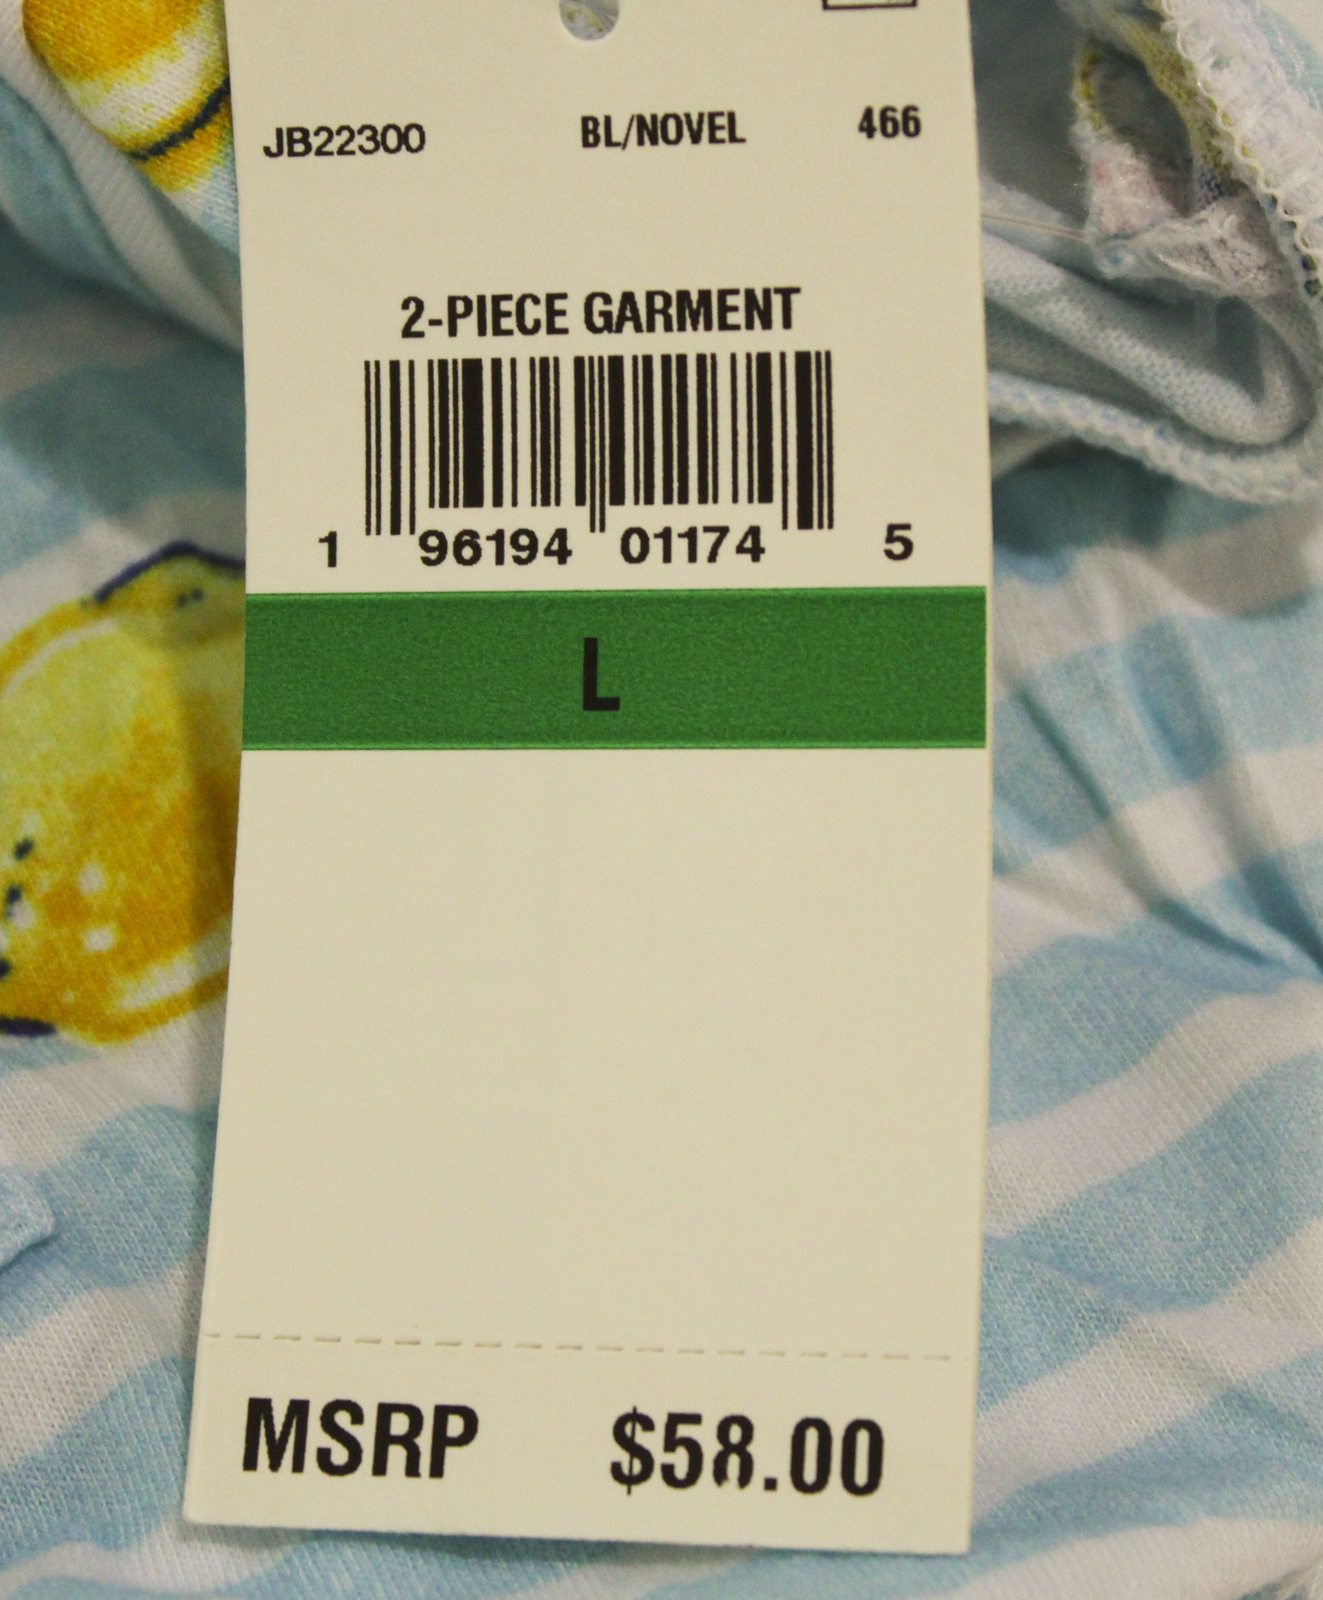 JB22300 BL/NOVEL 466
2-PIECE GARMENT
1 96194 01174 5
L
MSRP $58.00